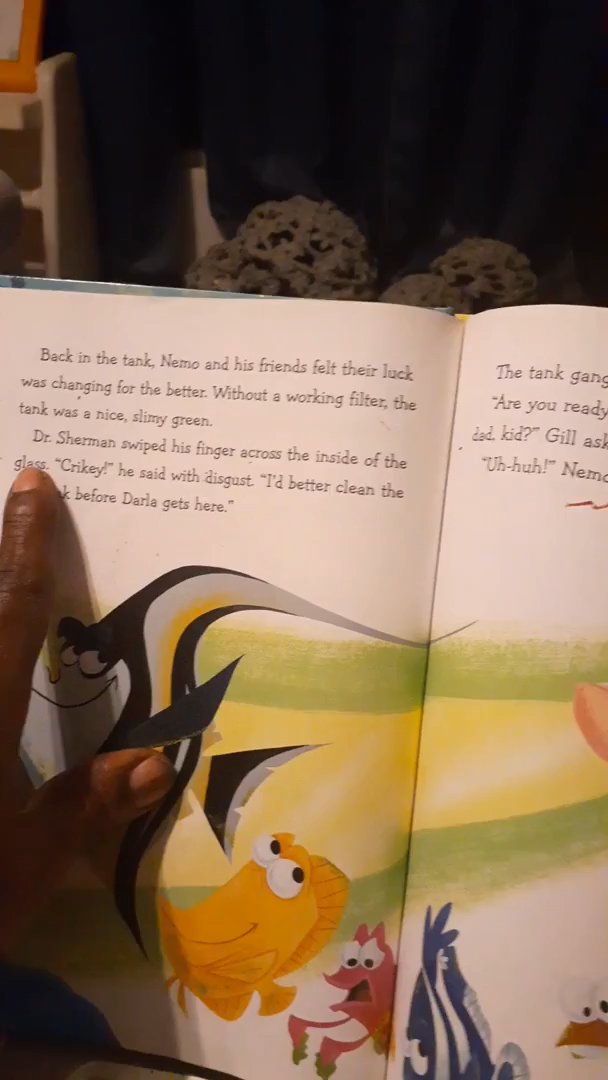 Back in the tank, Nemo and his friends felt their luck
was changing for the better. Without a working filter, the
tank was a nice, slimy green.
Dr. Sherman swiped his finger across the inside of the
glass. "Crikey!" he said with disgust. "I'd better clean the
before Darla gets here."
The tank gang
"Are you ready
dad, kid?" Gill ask
"Uh-huh!" Nemo